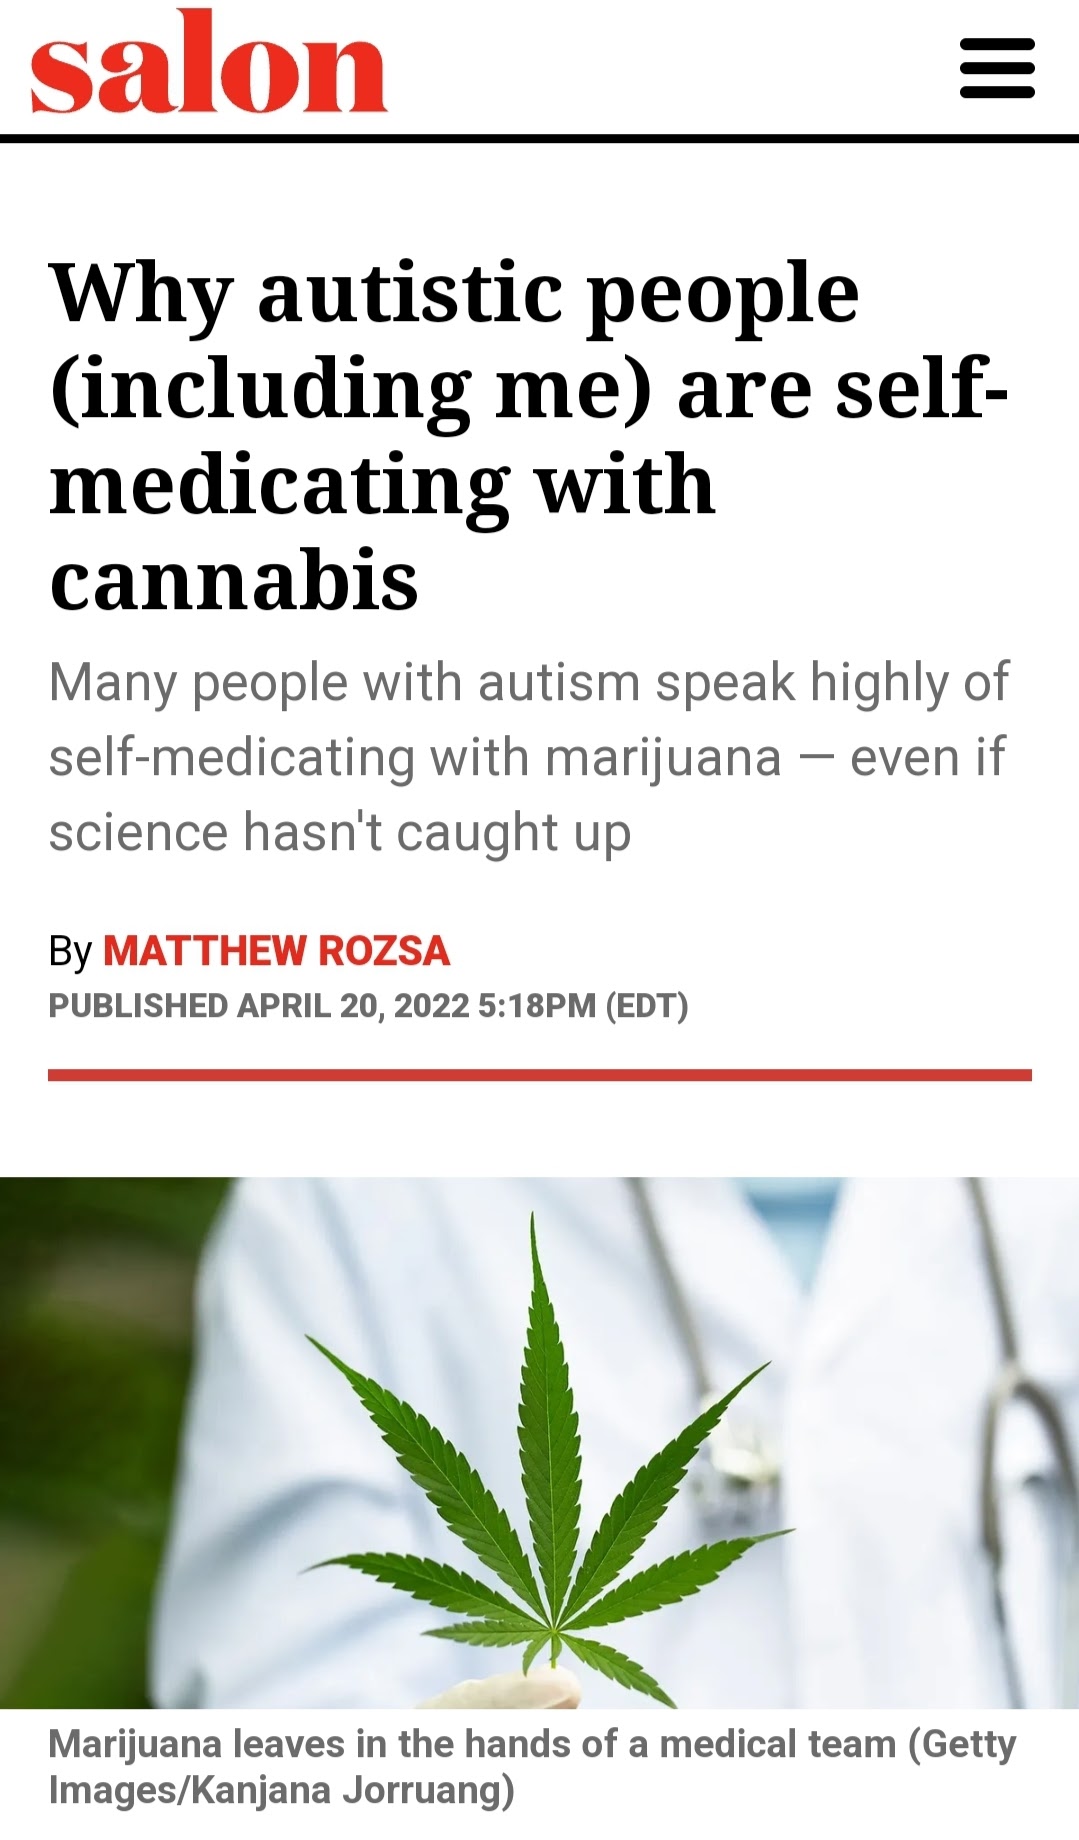 salon
Why autistic people
(including me) are self-
medicating with
cannabis
Many people with autism speak highly of
self-medicating with marijuana — even if
science hasn't caught up
By MATTHEW ROZSA
PUBLISHED APRIL 20, 2022 5:18PM (EDT)
Marijuana leaves in the hands of a medical team (Getty
Images/Kanjana Jorruang)